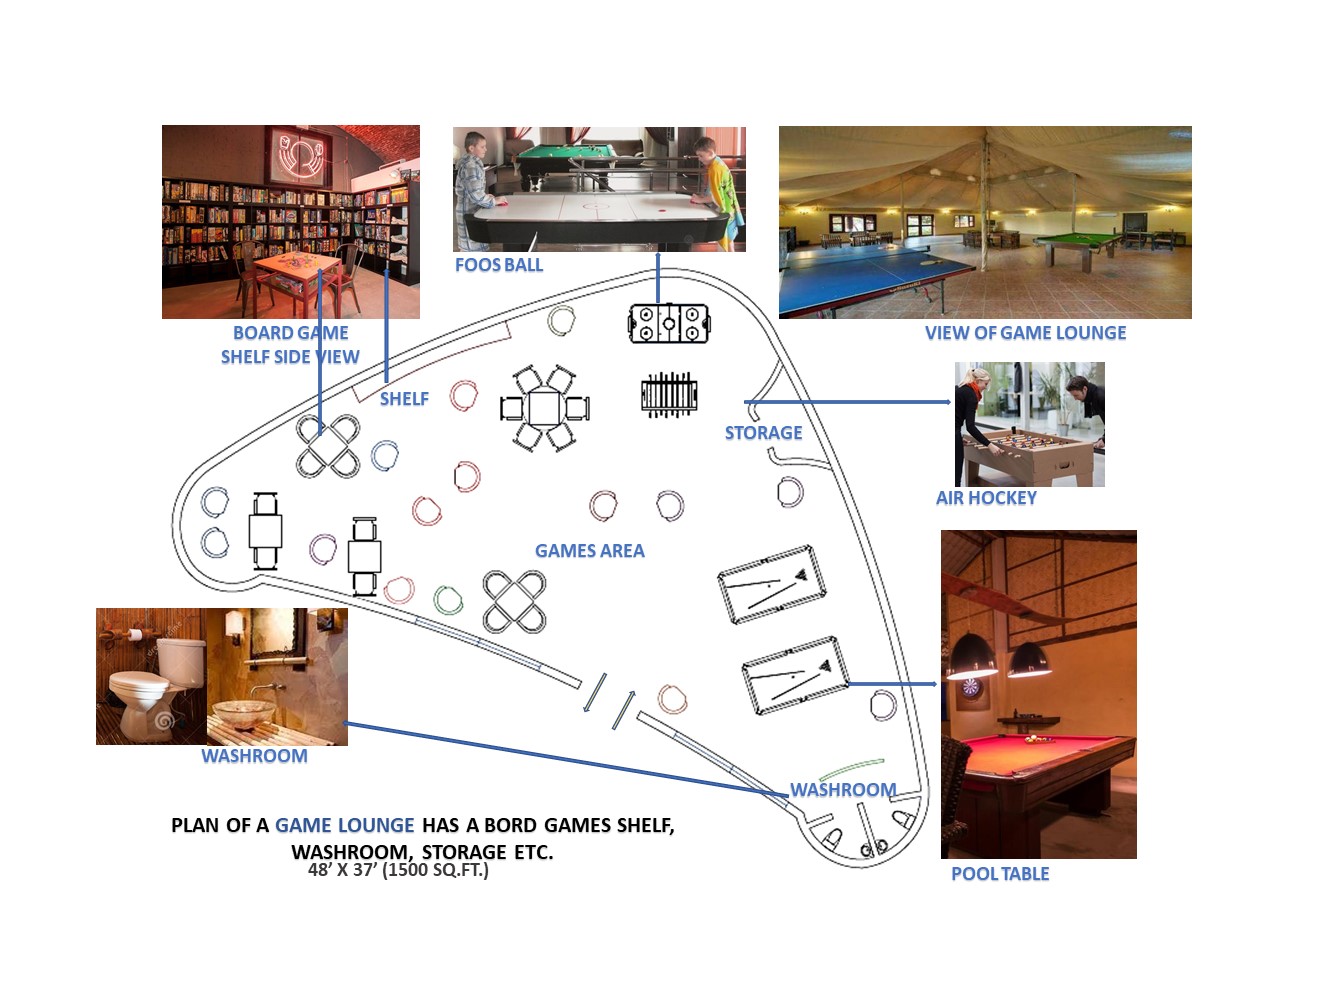 FOOS BALL
BOARD GAME
SHELF SIDE VIEW
VIEW OF GAME LOUNGE
SHELF
STORAGE
AIR HOCKEY
GAMES AREA
WASHROOM
WASHROOM
PLAN OF A GAME LOUNGE HAS A BORD GAMES SHELF,
WASHROOM, STORAGE ETC.
48’ X 37’ (1500 SQ.FT.)
POOL TABLE